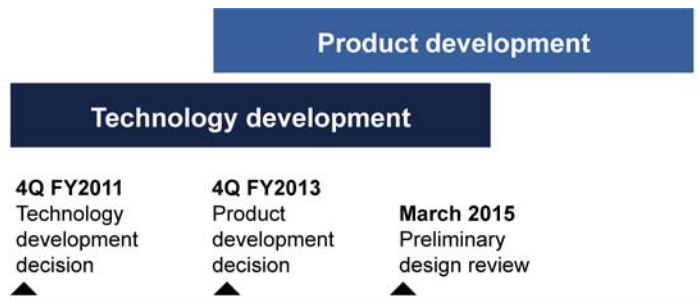 Product development
Technology development
4Q FY2011
Technology
development
decision
4Q FY2013
Product
development
decision
March 2015
Preliminary
design review